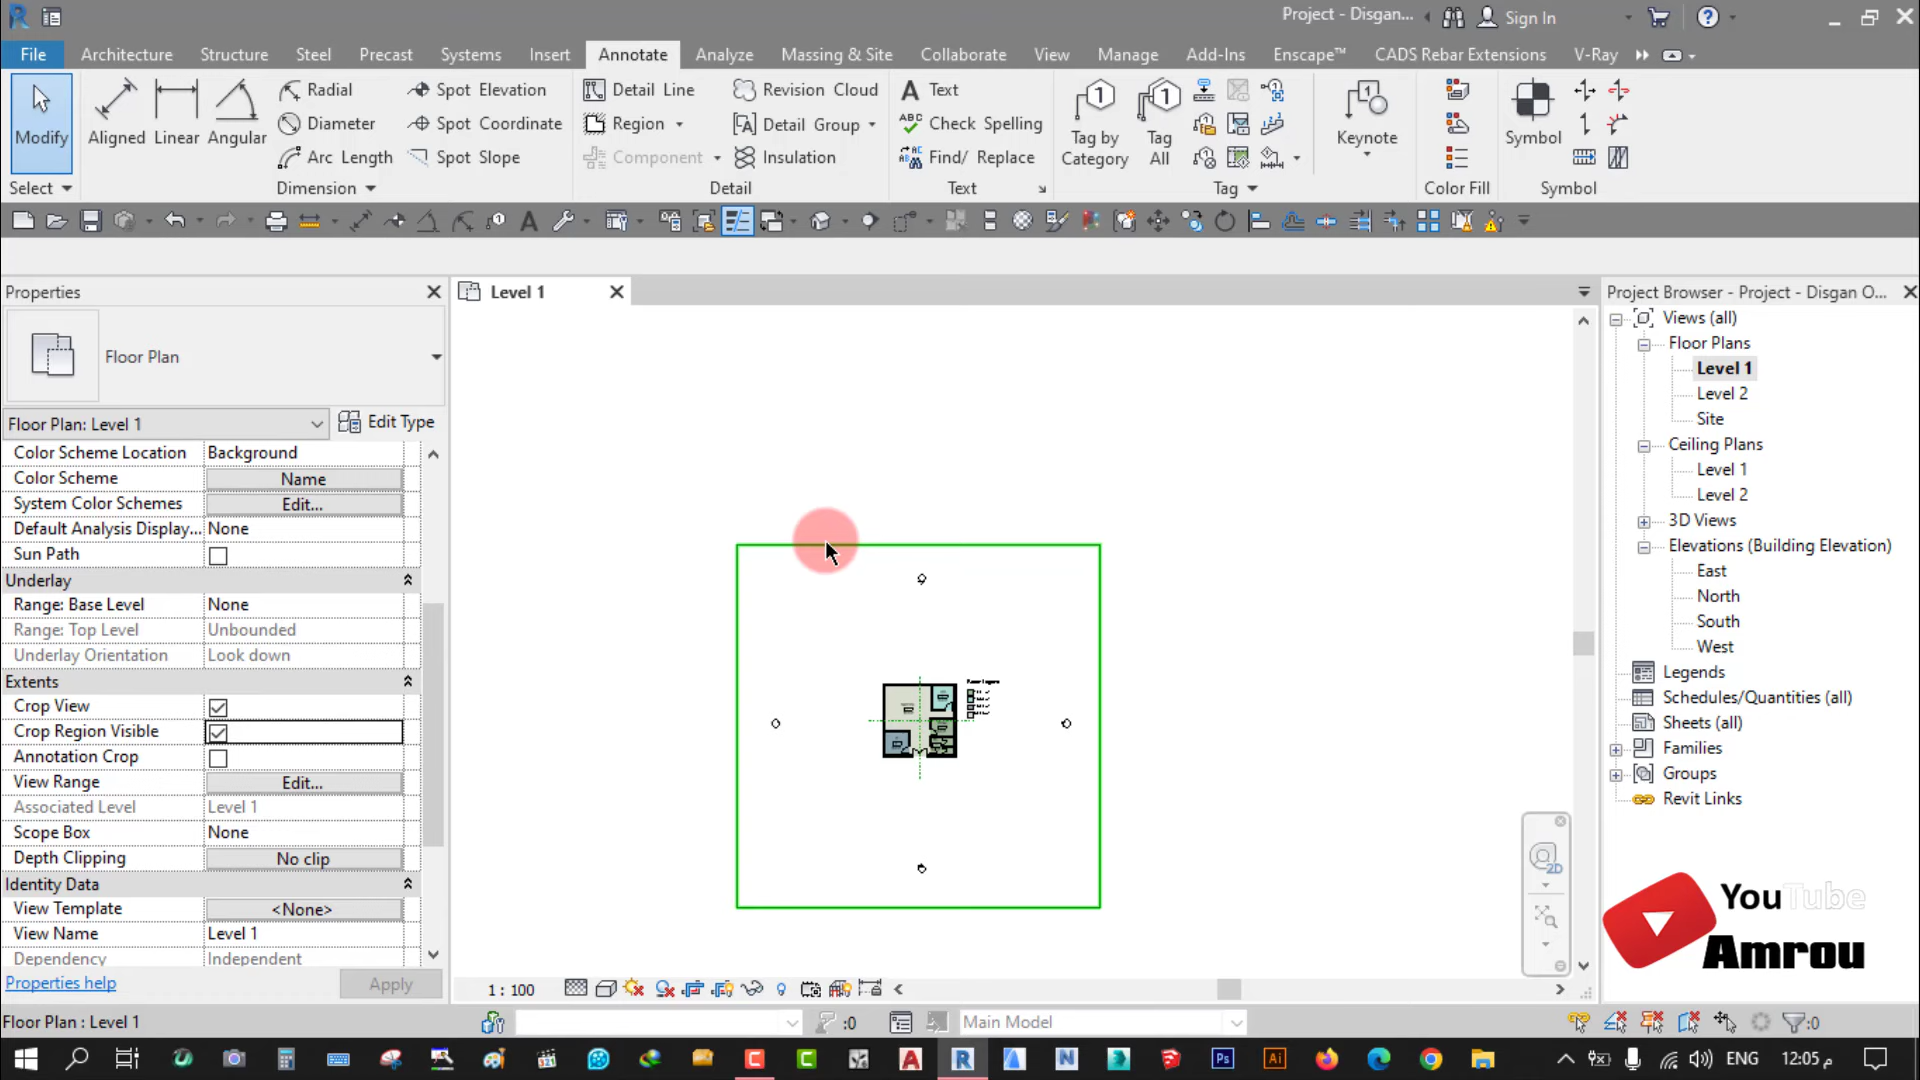 Project - Disgan...
Sign In
File
Architecture
Structure
Steel
Precast
Systems
Insert
Annotate
Analyze
Massing & Site
Collaborate
View
Manage
Add-Ins
Enscape™
CADS Rebar Extensions
V-Ray
Modify
Select
Aligned
Linear
Angular
Radial
Diameter
Arc Length
Spot Elevation
Spot Coordinate
Spot Slope
Dimension
Detail Line
Region
Component
Revision Cloud
Detail Group
Insulation
Detail
Text
Check Spelling
Find/ Replace
Text
Tag by
Category
Tag
All
Tag
Keynote
Color Fill
Symbol
Symbol
Properties
Floor Plan
Floor Plan: Level 1
Edit Type
Color Scheme Location Background
Color Scheme Name
System Color Schemes Edit...
Default Analysis Display... None
Sun Path
Underlay
Range: Base Level None
Range: Top Level Unbounded
Underlay Orientation Look down
Extents
Crop View
Crop Region Visible
Annotation Crop
View Range Edit...
Associated Level Level 1
Scope Box None
Depth Clipping No clip
Identity Data
View Template <None>
View Name Level 1
Dependency Independent
Properties help
Apply
Level 1
1 : 100
Project Browser - Project - Disgan O...
Views (all)
Floor Plans
Level 1
Level 2
Site
Ceiling Plans
Level 1
Level 2
3D Views
Elevations (Building Elevation)
East
North
South
West
Legends
Schedules/Quantities (all)
Sheets (all)
Families
Groups
Revit Links
2D
YouTube
Amrou
Floor Plan : Level 1
:0
Main Model
:0
ENG
12:05 م